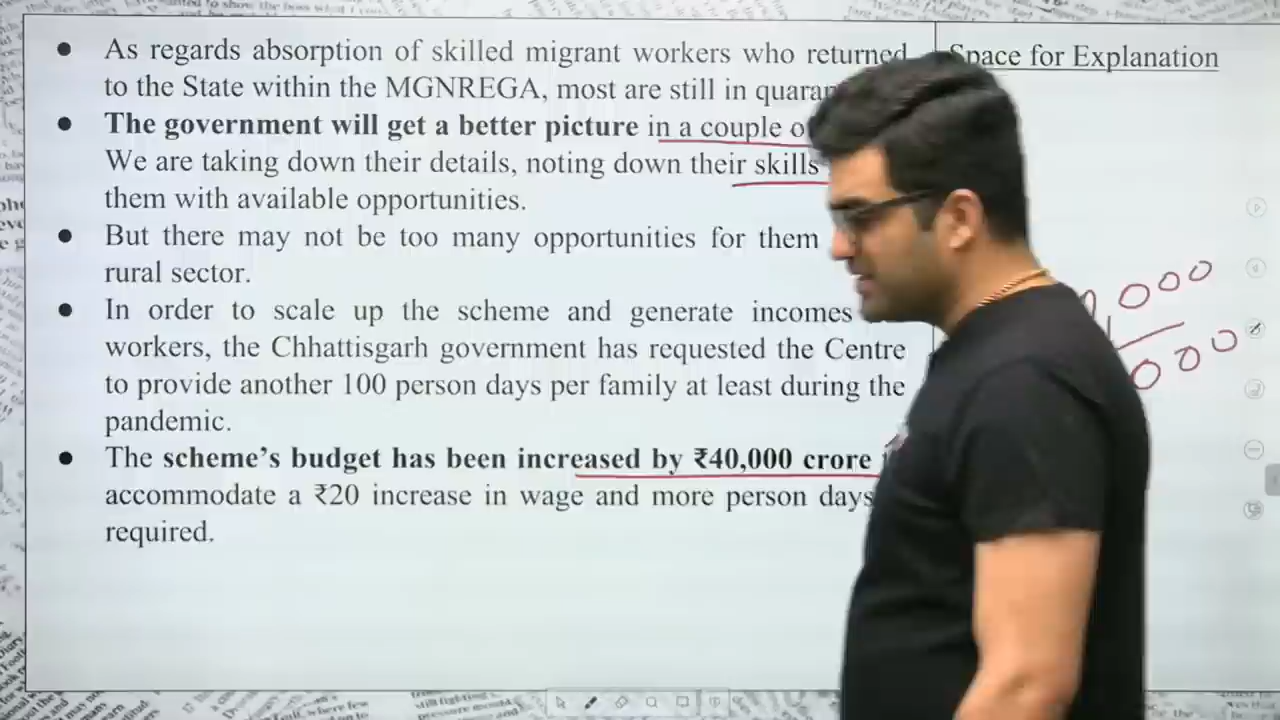 As regards absorption of skilled migrant workers who returned
to the State within the MGNREGA, most are still in
The government will get a better picture in a couple
We are taking down their details, noting down their skills
them with available opportunities.
But there may not be too many opportunities for them
rural sector.
In order to scale up the scheme and generate incomes
workers, the Chhattisgarh government has requested the Centre
to provide another 100 person days per family at least during the
pandemic.
The scheme's budget has been increased by ₹40,000 crore
accommodate a ₹20 increase in wage and more person days
required.
Space for Explanation
000
000